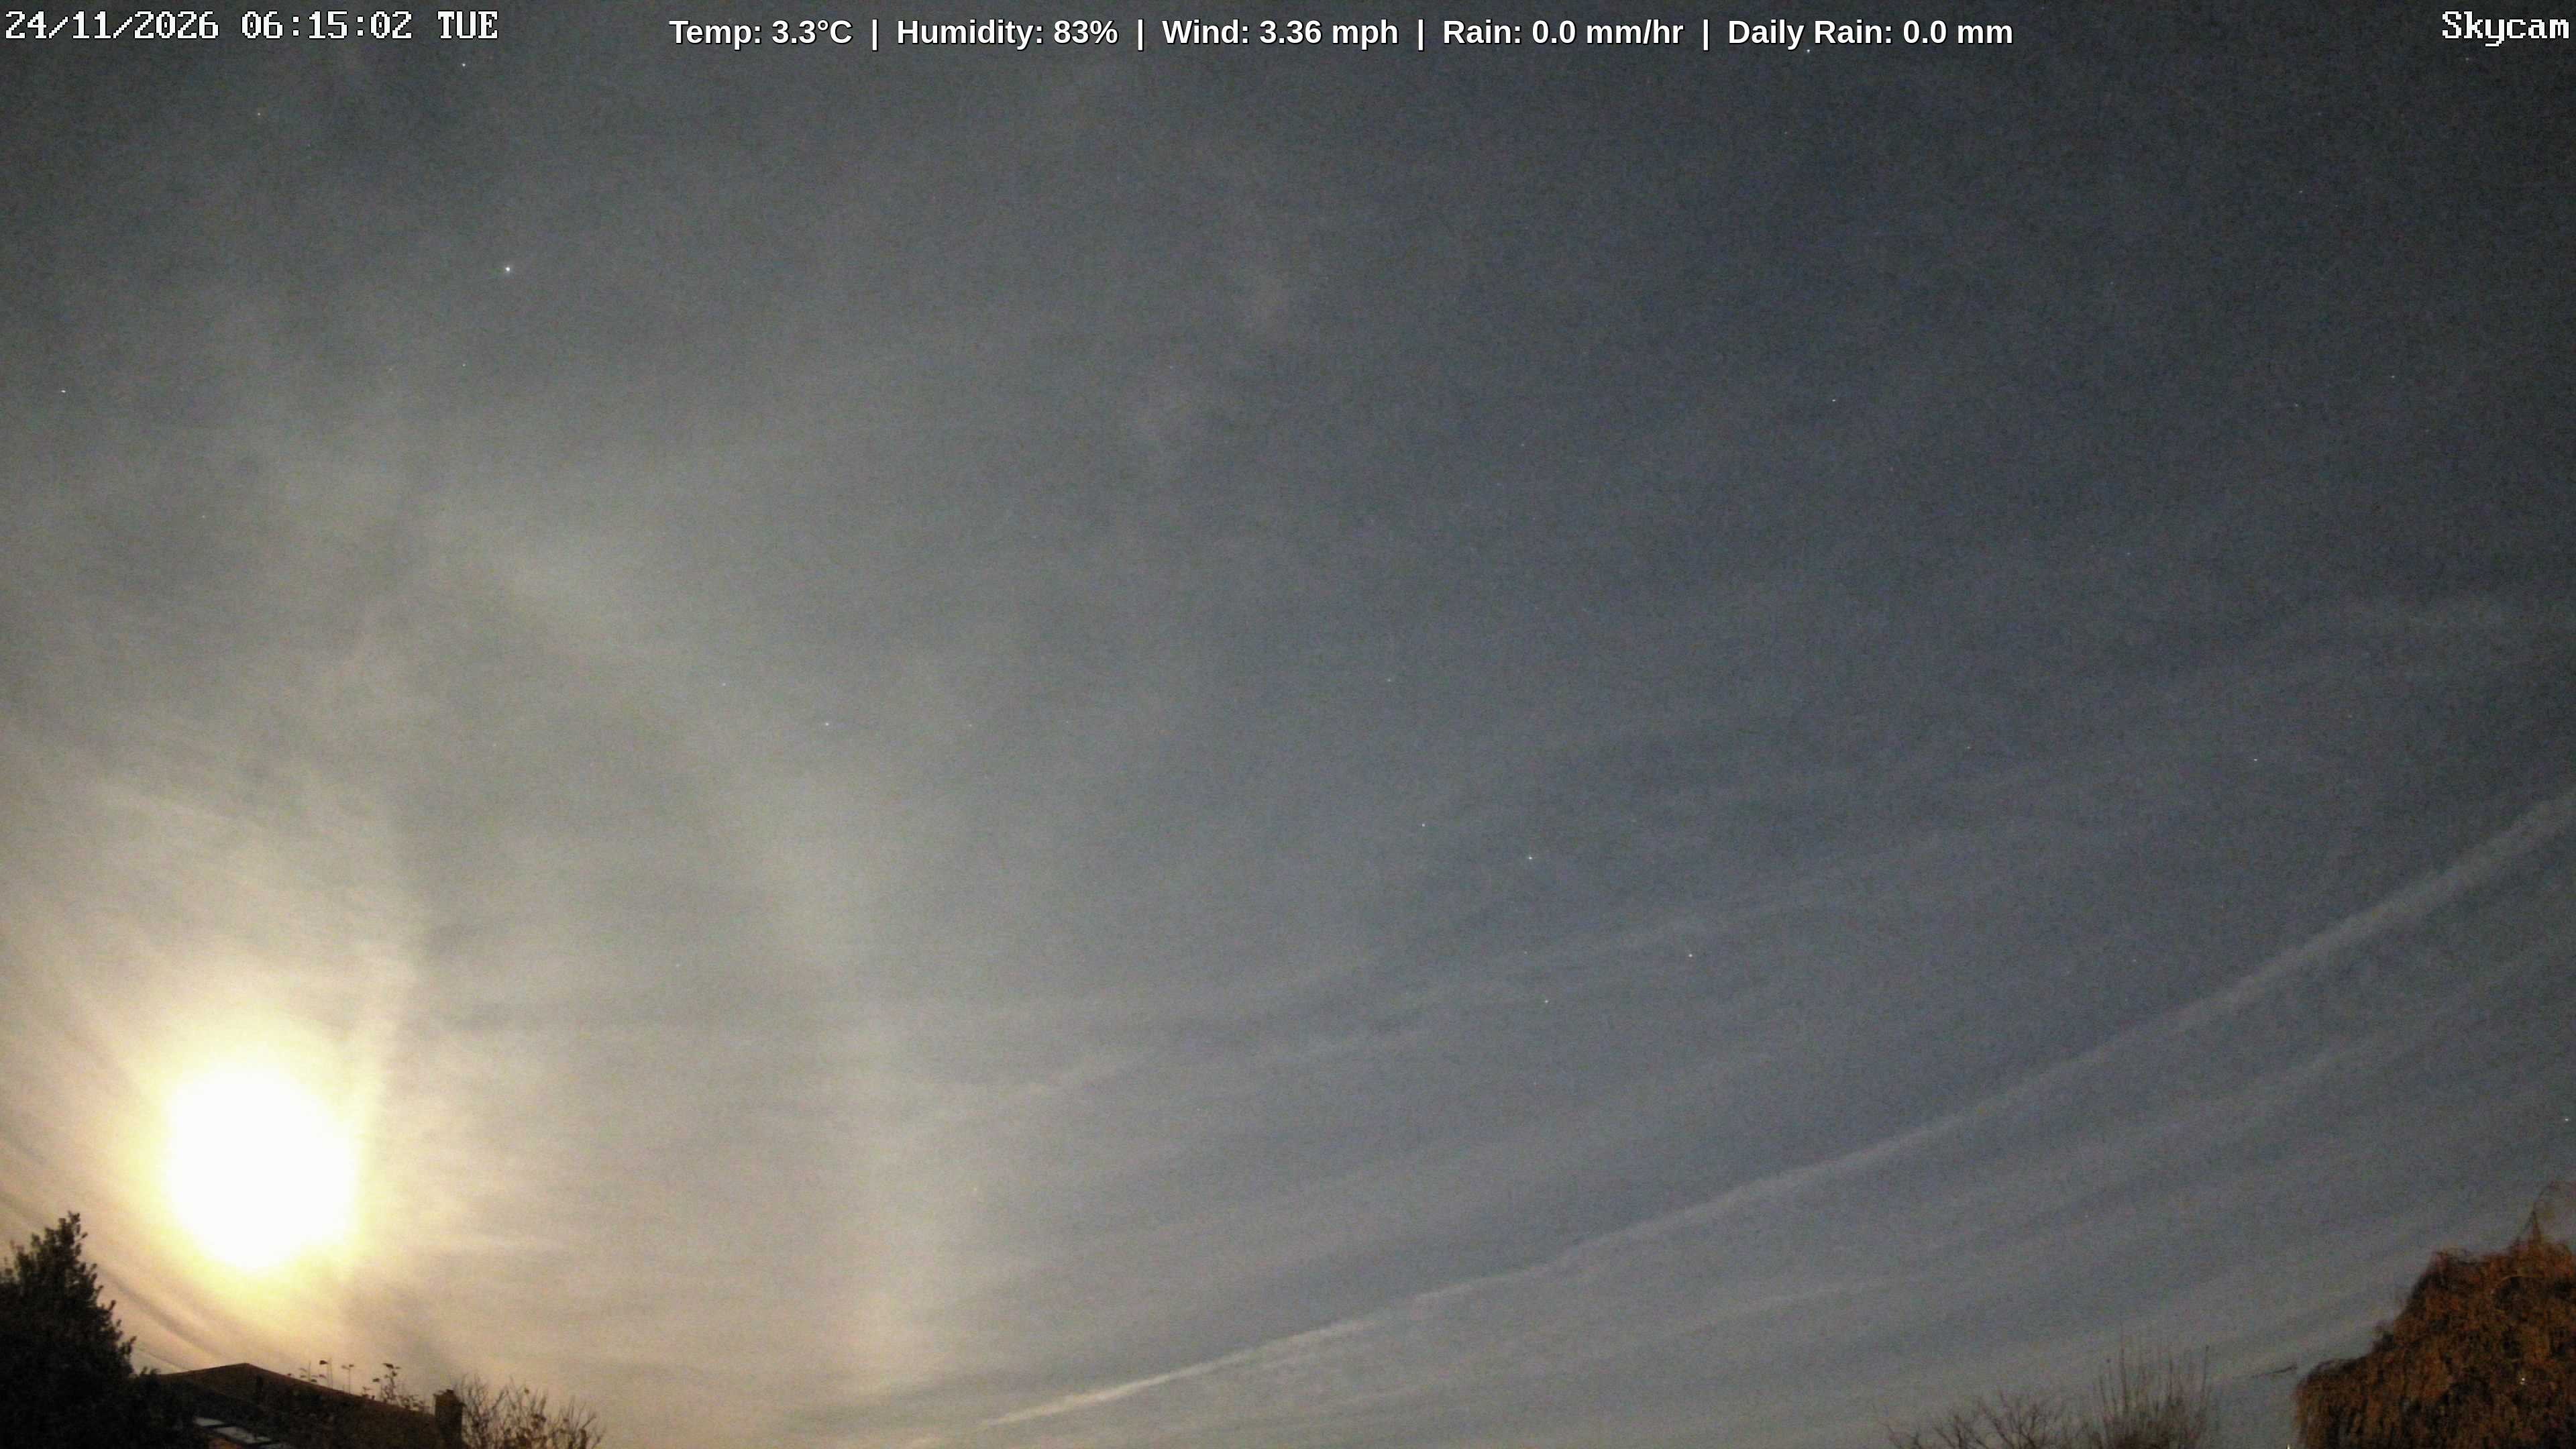 24/11/2026 06:15:02 TUE
Temp: 3.3°C | Humidity: 83% | Wind: 3.36 mph | Rain: 0.0 mm/hr | Daily Rain: 0.0 mm
Skycam